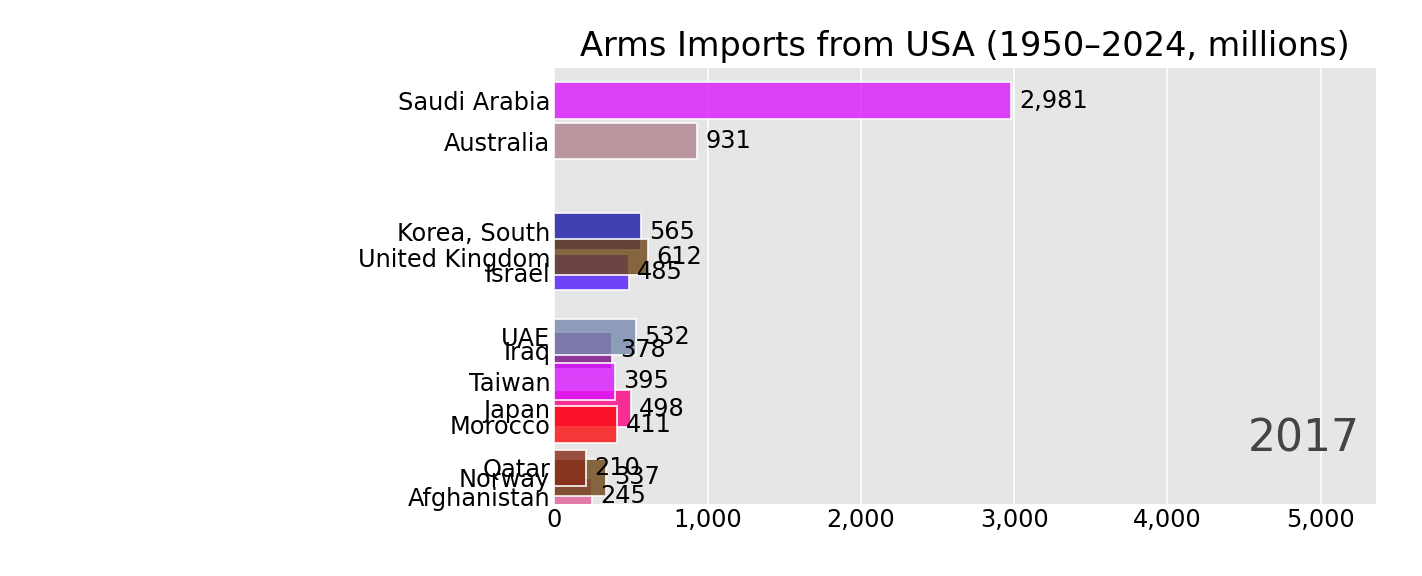 Arms Imports from USA (1950–2024, millions)
Saudi Arabia 2,981
Australia 931
Korea, South 565
United Kingdom 612
Israel 485
UAE 532
Iraq 378
Taiwan 395
Japan 498
Morocco 411
2017
Qatar 210
Norway 337
Afghanistan 245
0 1,000 2,000 3,000 4,000 5,000